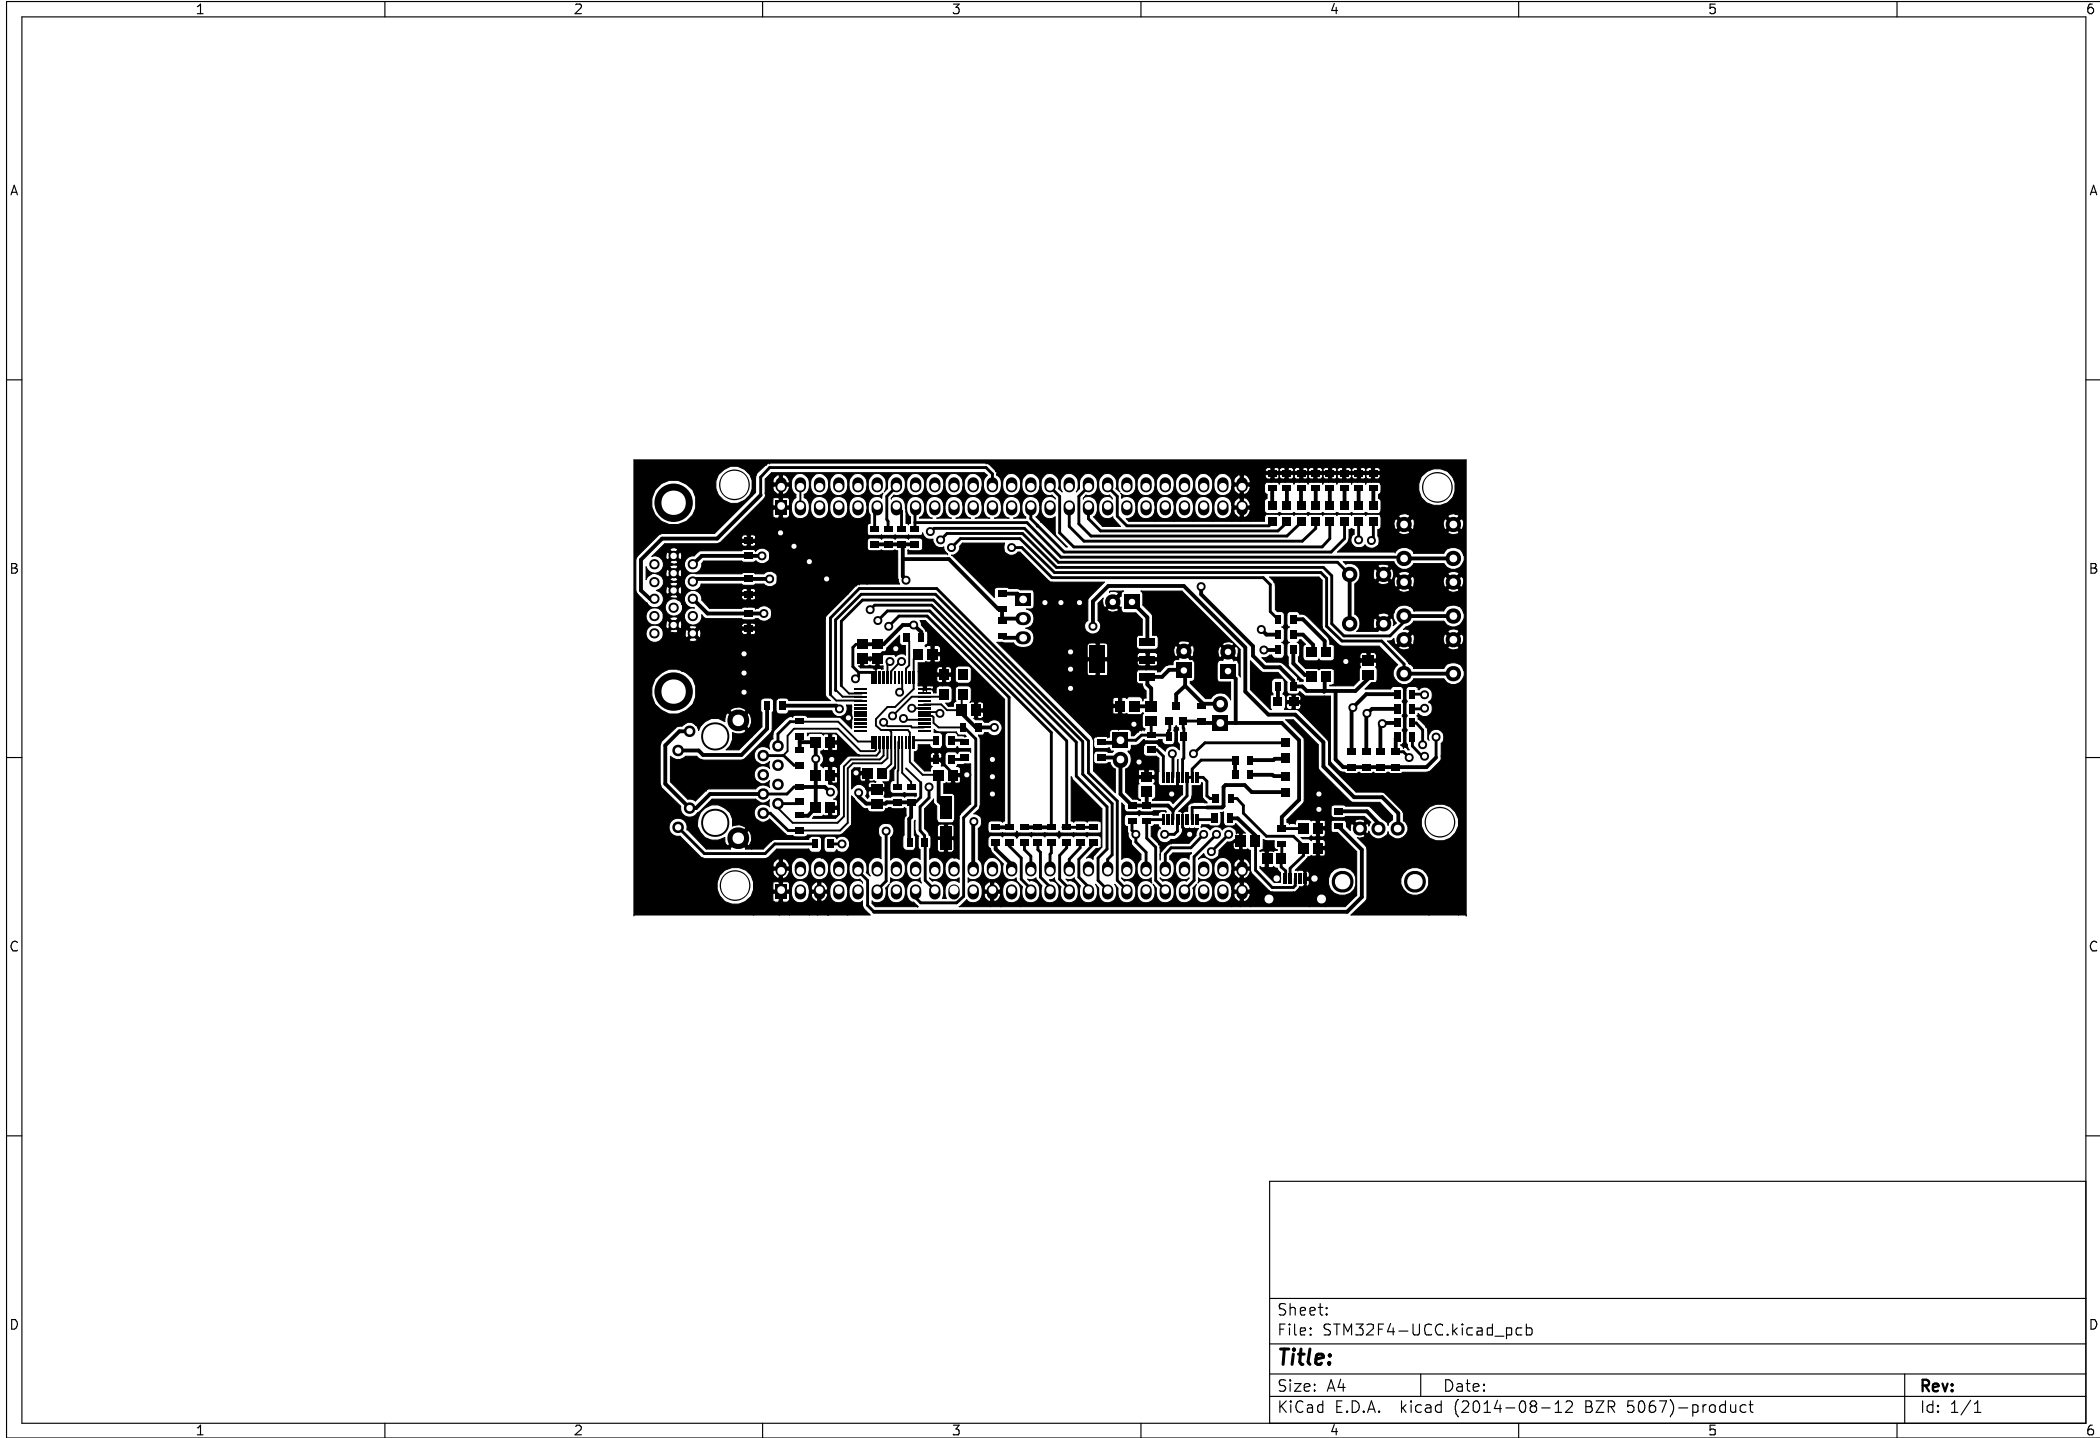 1 2 3 4 5 6
A A
B B
C C
D D
Sheet:
File: STM32F4-UCC.kicad_pcb
Title:
Size: A4 Date: Rev:
KiCad E.D.A. kicad (2014-08-12 BZR 5067)-product Id: 1/1
1 2 3 4 5 6